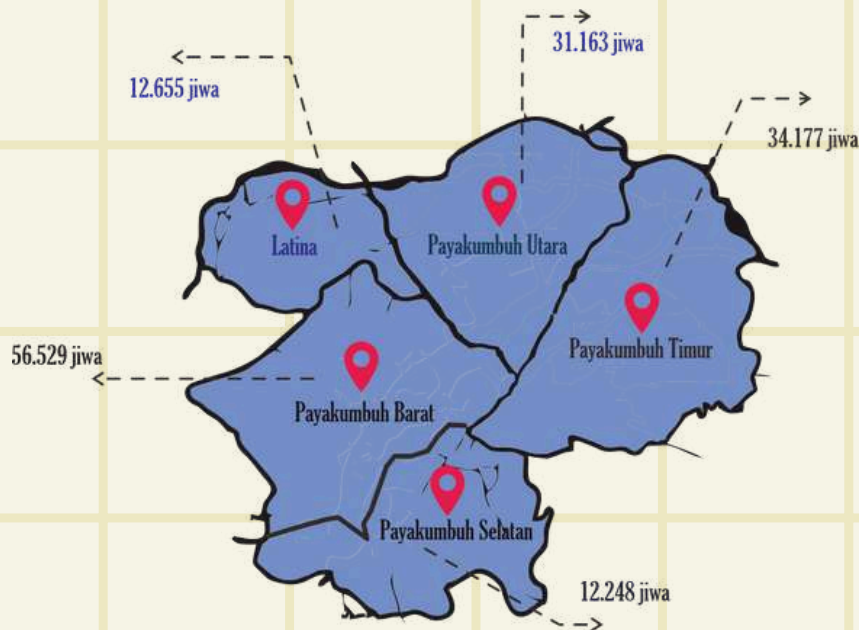 31.163 jiwa
12.655 jiwa
34.177 jiwa
Latina
Payakumbuh Utara
Payakumbuh Timur
56.529 jiwa
Payakumbuh Barat
Payakumbuh Selatan
12.248 jiwa